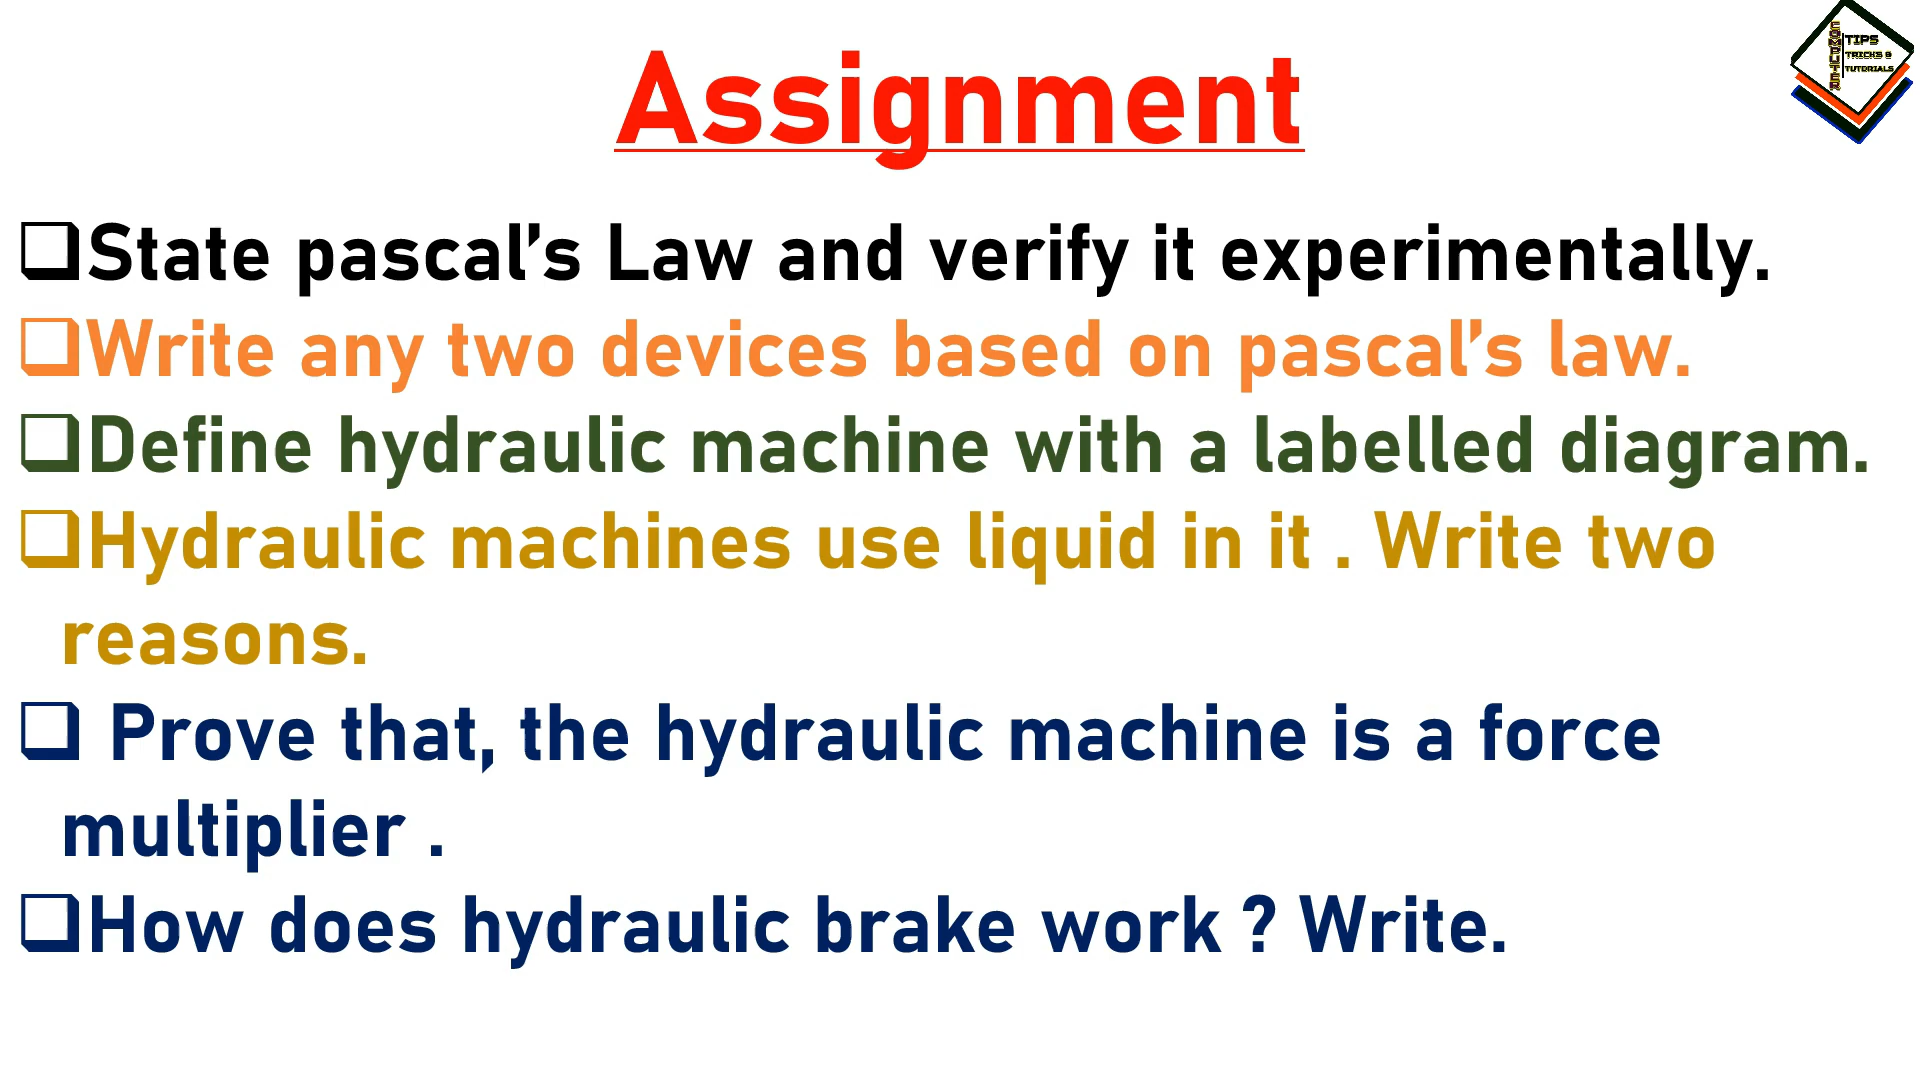 Assignment
COMPUTER
TIPS
TRICKS &
TUTORIALS
State pascal’s Law and verify it experimentally.
Write any two devices based on pascal’s law.
Define hydraulic machine with a labelled diagram.
Hydraulic machines use liquid in it . Write two
reasons.
Prove that, the hydraulic machine is a force
multiplier .
How does hydraulic brake work ? Write.